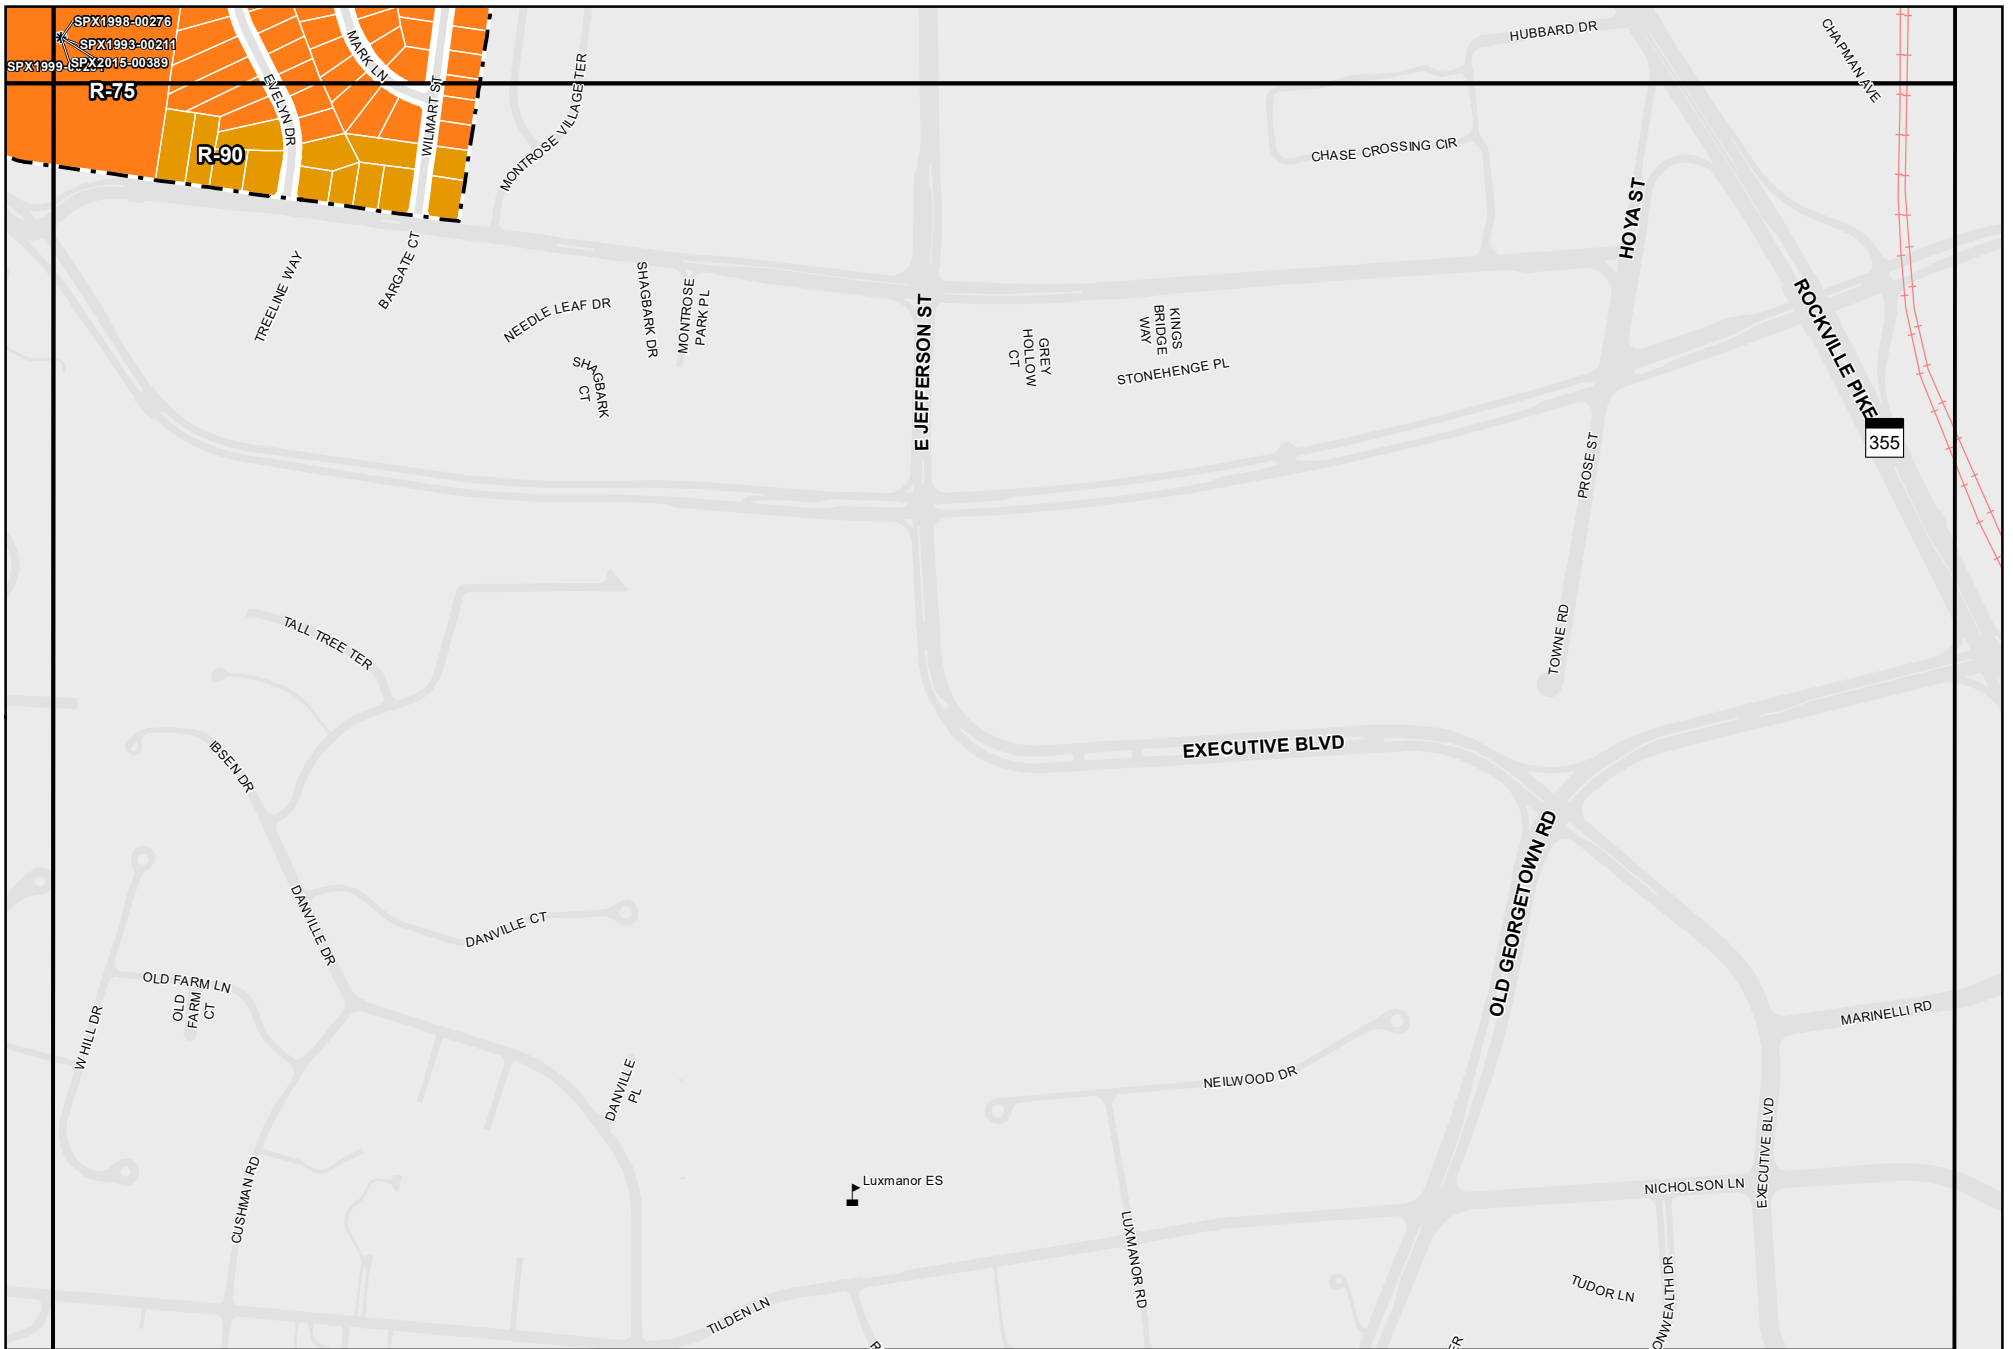 SPX1998-00276
SPX1993-00211
SPX2015-00389
SPX1999-
R-75
R-90
EVELYN DR
MARK LN
WILMART ST
MONTROSE VILLAGE TER
HUBBARD DR
CHAPMAN AVE
CHASE CROSSING CIR
HOYA ST
ROCKVILLE PIKE
355
TREELINE WAY
BARGATE CT
NEEDLE LEAF DR
SHAGBARK DR
MONTROSE
PARK PL
SHAGBARK
CT
E JEFFERSON ST
GREY
HOLLOW
CT
KINGS
BRIDGE
WAY
STONEHENGE PL
PROSE ST
TOWNE RD
TALL TREE TER
IBSEN DR
EXECUTIVE BLVD
OLD GEORGETOWN RD
DANVILLE DR
DANVILLE CT
OLD FARM LN
OLD
FARM
CT
W HILL DR
DANVILLE
PL
NEILWOOD DR
MARINELLI RD
EXECUTIVE BLVD
NICHOLSON LN
CUSHMAN RD
Luxmanor ES
LUXMANOR RD
TILDEN LN
TUDOR LN
ONWEALTH DR
R
ER